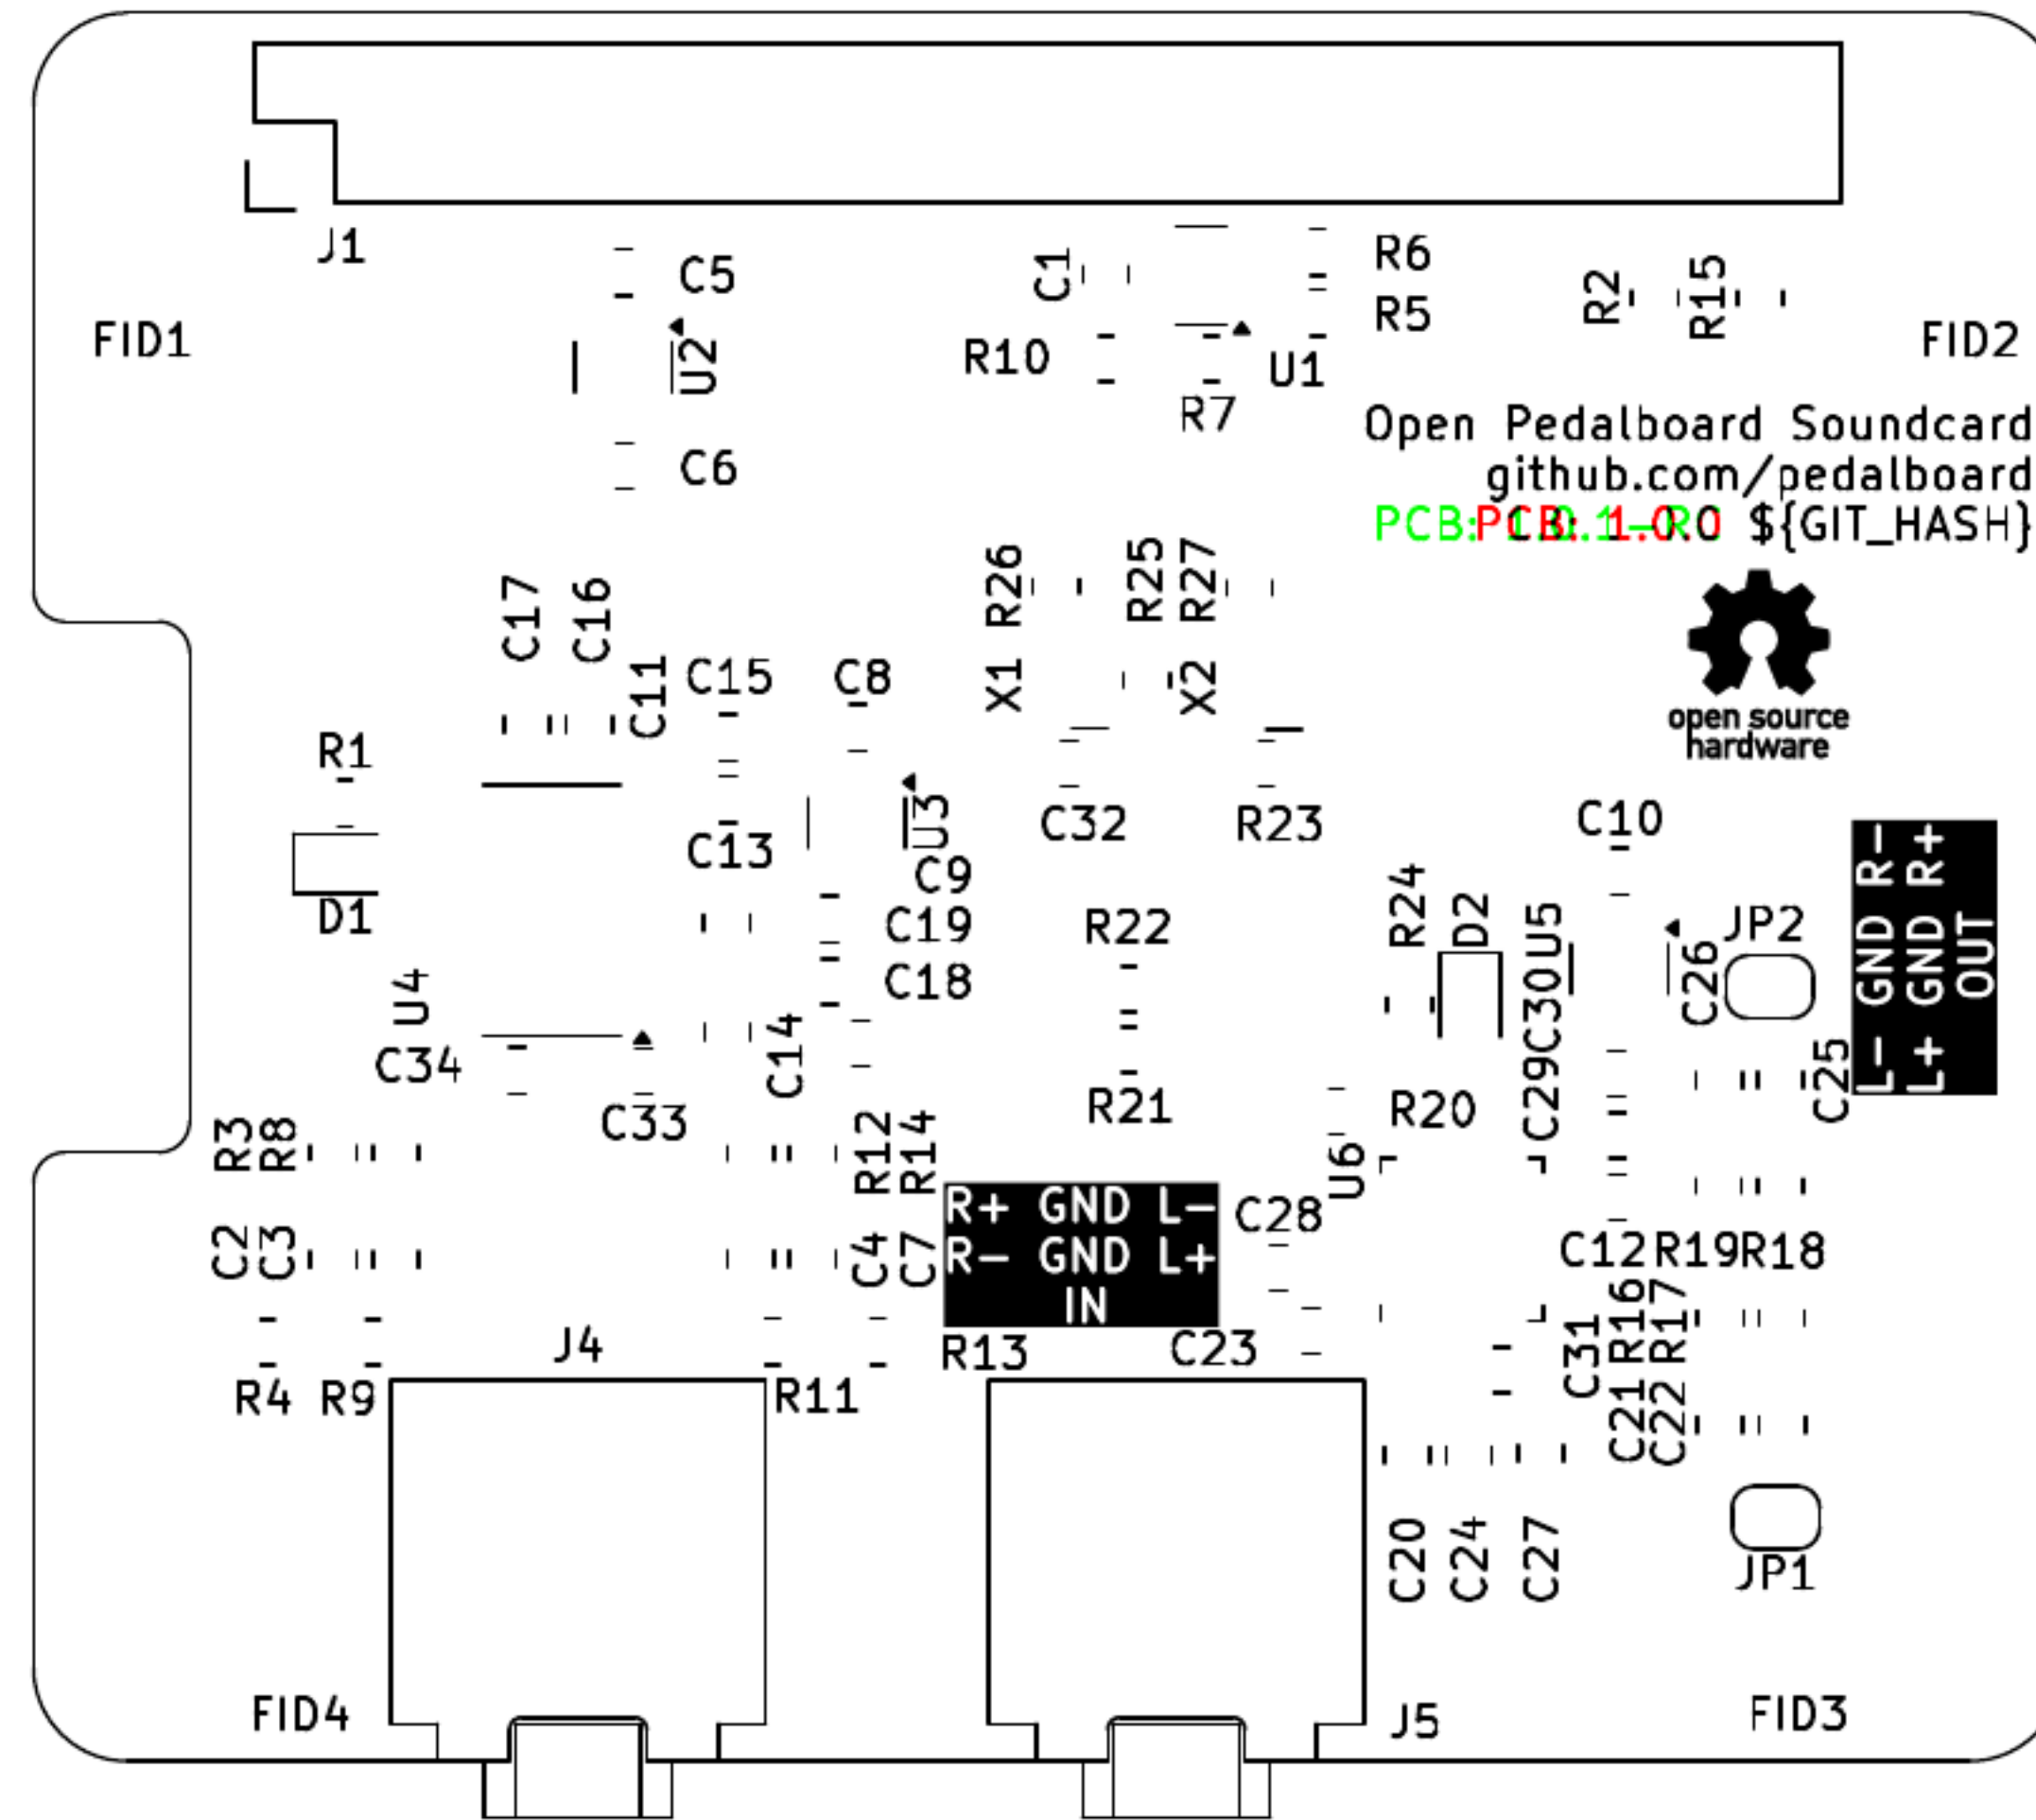 J1
C5
C1
R6
R5
R2
R15
FID1
U2
R10
U1
R7
FID2
C6
Open Pedalboard Soundcard
github.com/pedalboard
${GIT_HASH}
C17
C16
C11
C15
C8
R26
X1
R25
R27
X2
open source
hardware
R1
D1
C13
U3
C9
C19
C18
C32
R23
R22
R21
R24
D2
U5
C30
C29
C10
C26
JP2
C25
L- GND R-
L+ GND R+
OUT
U4
C34
C33
C14
R3
R8
C2
C3
R4
R9
R12
R14
C4
C7
R+ GND L-
R- GND L+
IN
R20
U6
C28
C23
R13
R11
C12
R19
R18
R16
R17
C31
C21
C22
J4
C20
C24
C27
JP1
FID4
J5
FID3